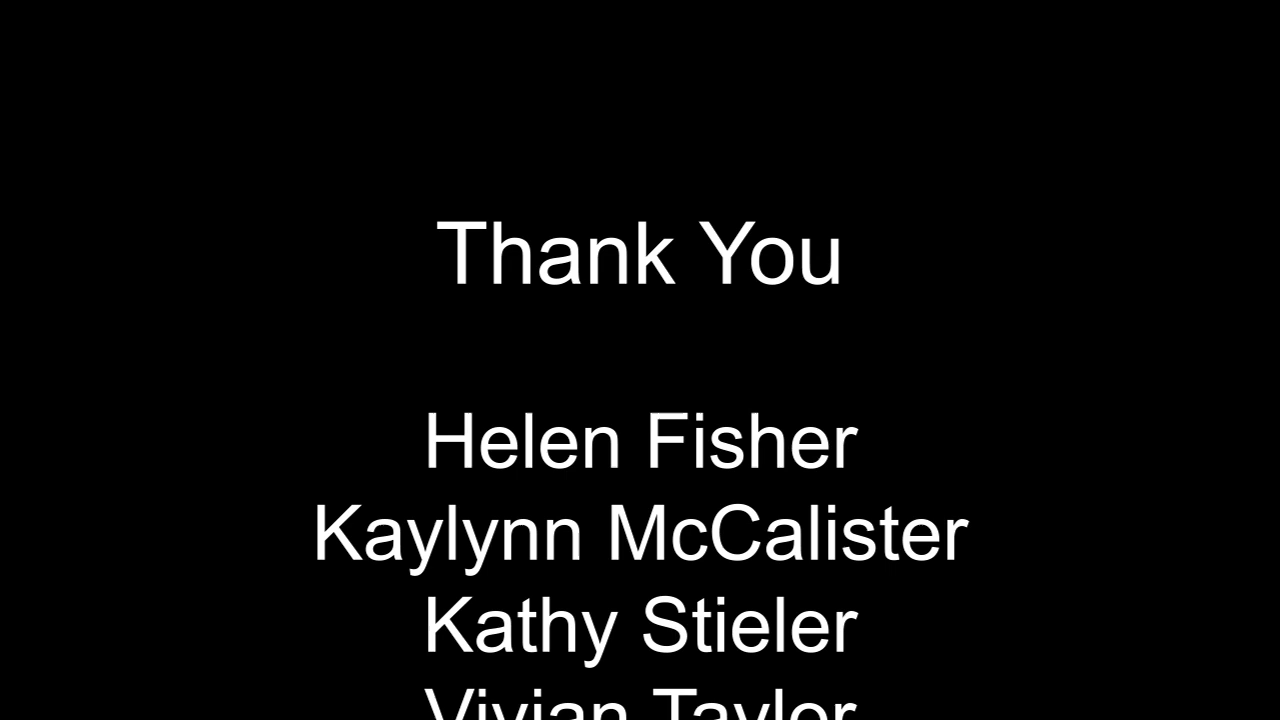 Thank You
Helen Fisher
Kaylynn McCalister
Kathy Stieler
Vivian Taylor